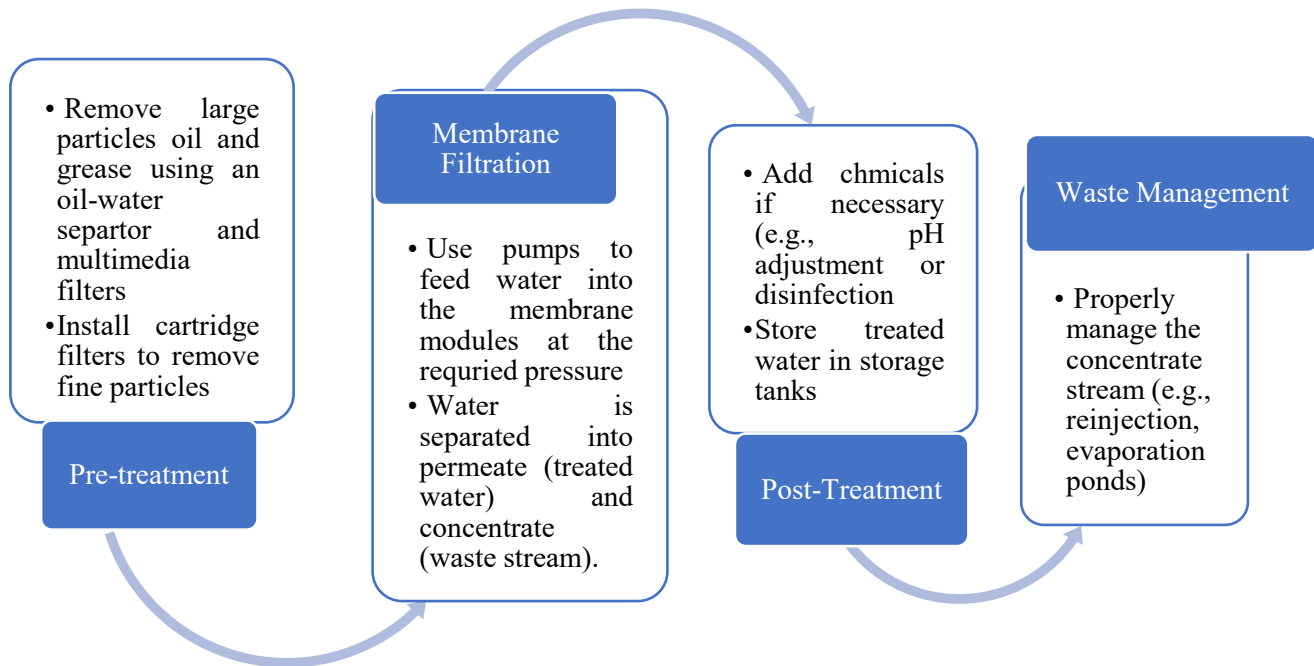 • Remove large
particles oil and
grease using an
oil-water
separtor and
multimedia
filters
•Install cartridge
filters to remove
fine particles
Pre-treatment
Membrane
Filtration
• Use pumps to
feed water into
the membrane
modules at the
requried pressure
• Water is
separated into
permeate (treated
water) and
concentrate
(waste stream).
• Add chmicals
if necessary
(e.g., pH
adjustment or
disinfection
•Store treated
water in storage
tanks
Post-Treatment
Waste Management
• Properly
manage the
concentrate
stream (e.g.,
reinjection,
evaporation
ponds)